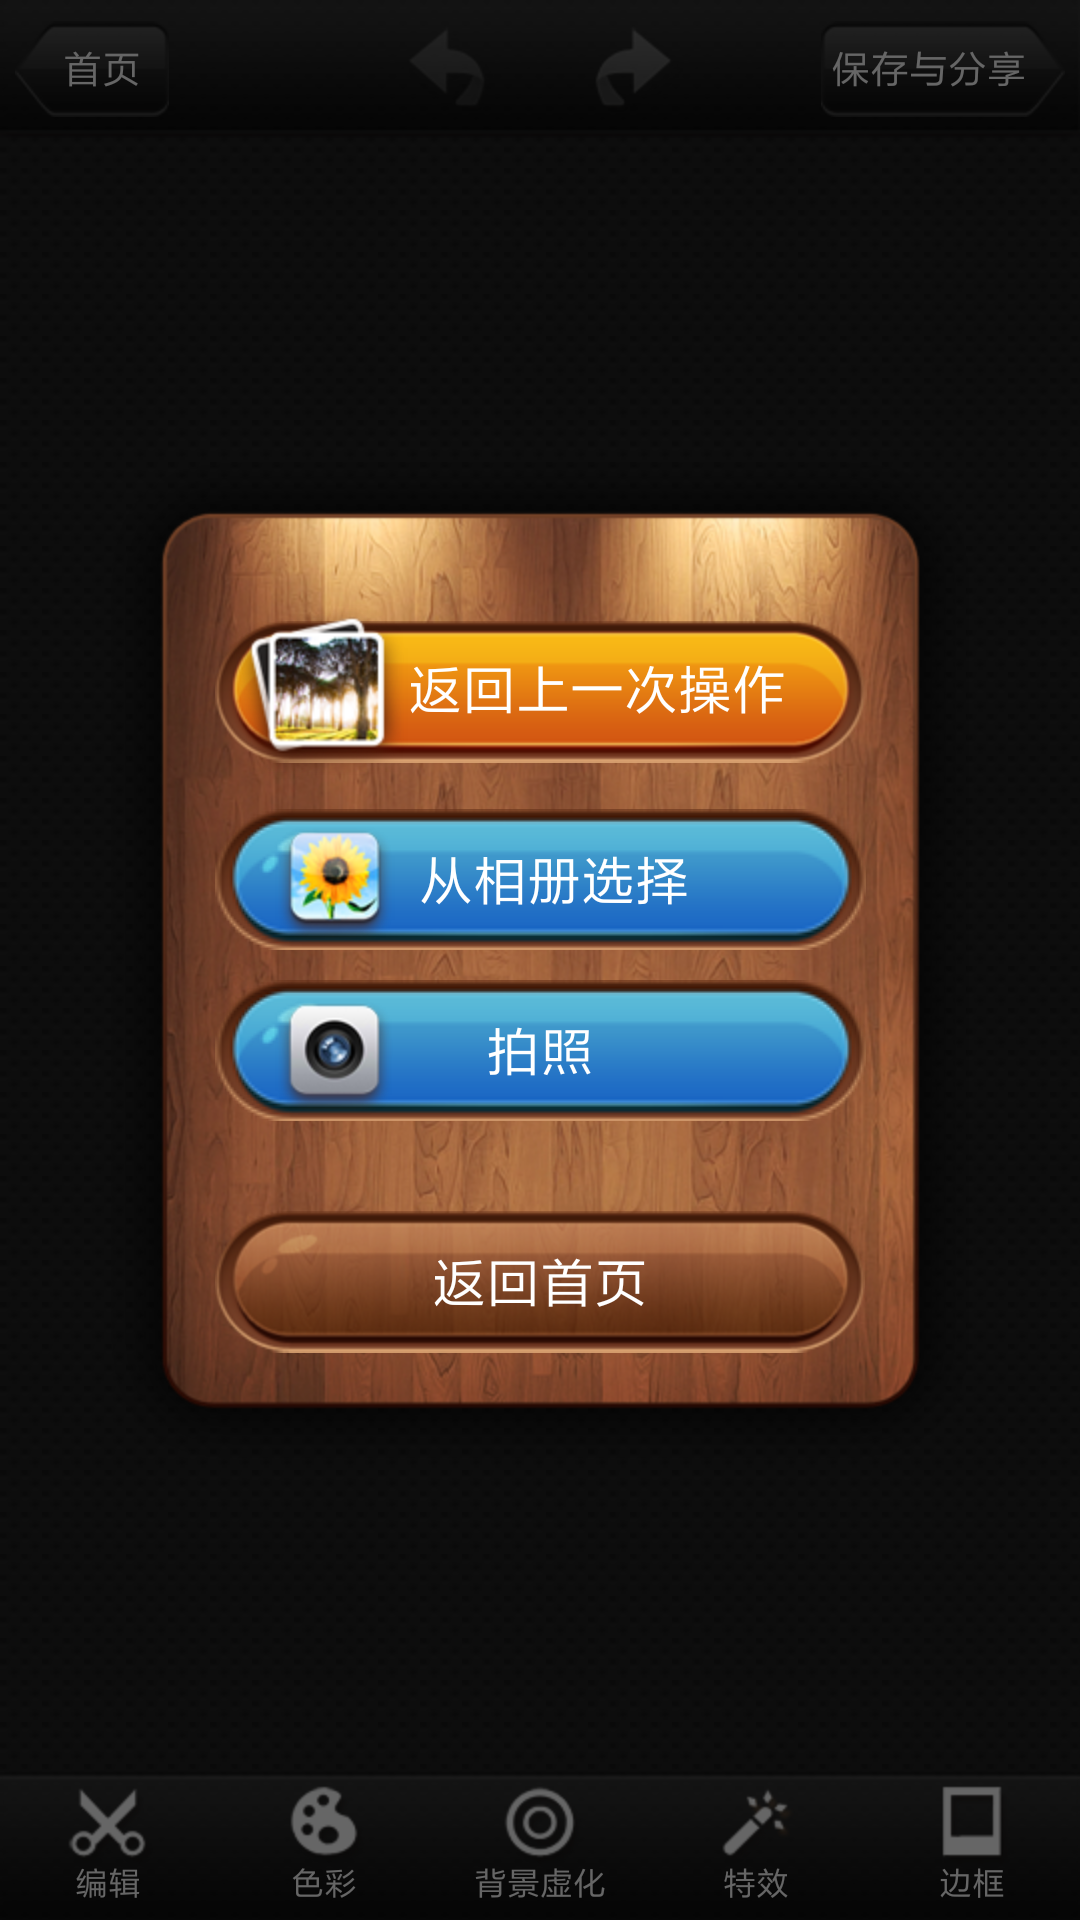 首页
保存与分享
返回上一次操作
从相册选择
拍照
返回首页
编辑
色彩
背景虚化
特效
边框